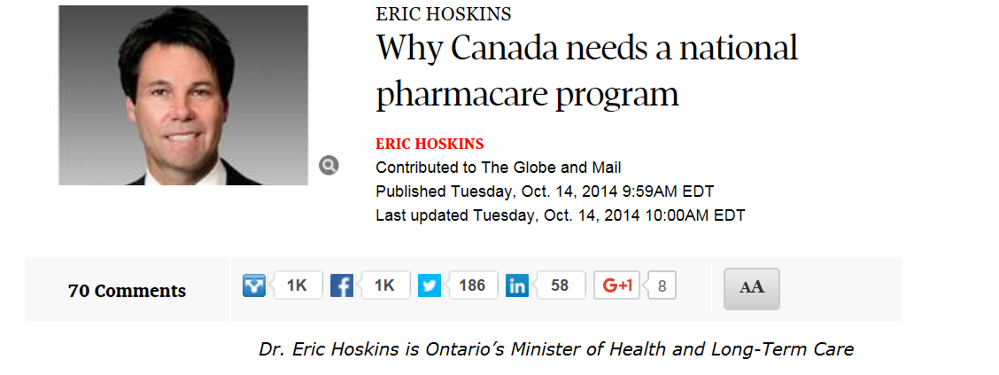 ERIC HOSKINS
Why Canada needs a national
pharmacare program
ERIC HOSKINS
Contributed to The Globe and Mail
Published Tuesday, Oct. 14, 2014 9:59AM EDT
Last updated Tuesday, Oct. 14, 2014 10:00AM EDT
70 Comments 1K f 1K 186 in 58 G+1 8 AA
Dr. Eric Hoskins is Ontario’s Minister of Health and Long-Term Care